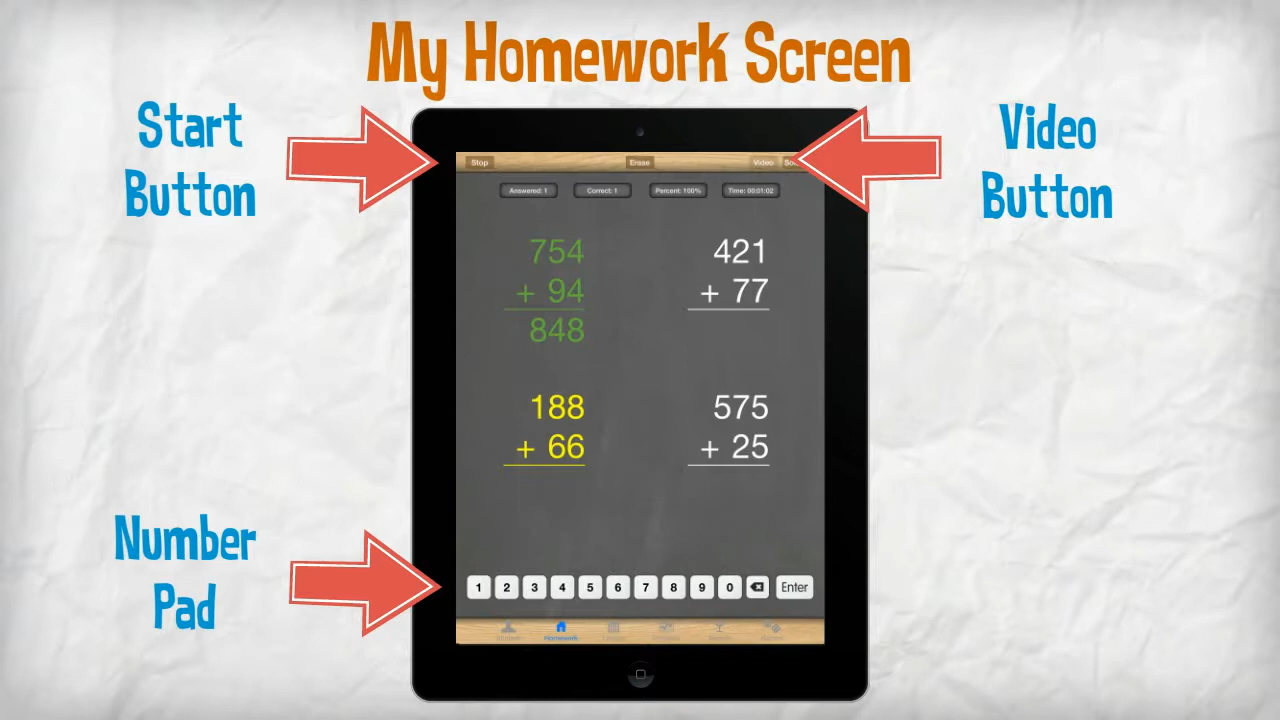 My Homework Screen
Start
Button
Video
Button
Stop
Erase
Video
Answered: 1
Correct: 1
Percent: 100%
Time: 00:01:02
754
+ 94
848
421
+ 77
188
+ 66
575
+ 25
Number
Pad
1 2 3 4 5 6 7 8 9 0 Enter
Homework